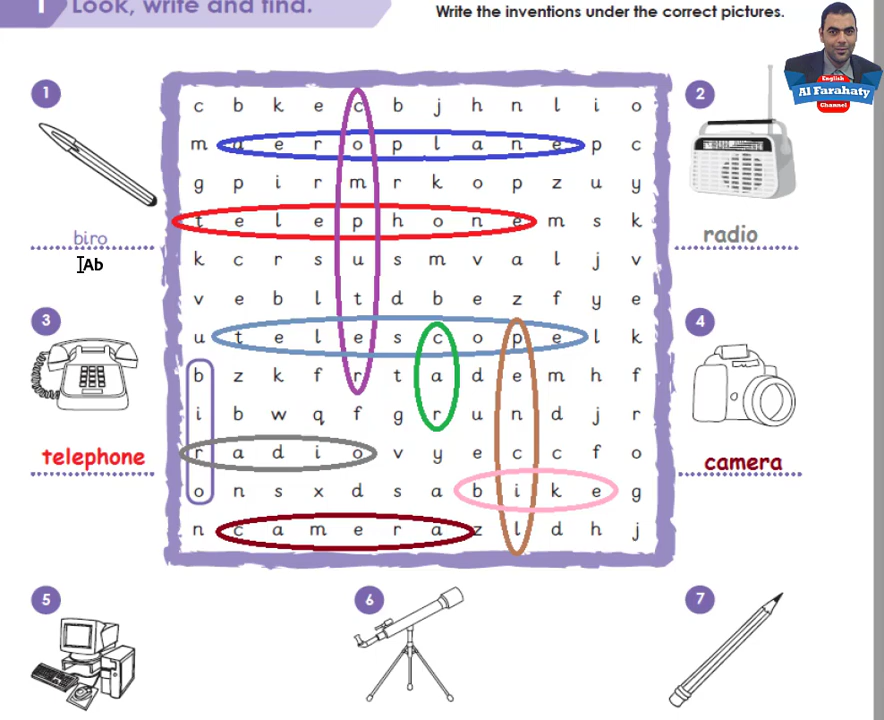 1 Look, write and find.
Write the inventions under the correct pictures.
English
Al Farahaty
Channel
1
2
c b k e c b j h n l i o
m a e r o p l a n e p c
g p i r m r k o p z u y
t e l e p h o n e m s k
k c r s u s m v a l j v
v e b l t d b e z f y e
u t e l e s c o p e l k
b z k f r t a d e m h f
i b w q f g r u n d j r
r a d i o v y e c c f o
o n s x d s a b i k e g
n c a m e r a z l d h j
biro
Ab
radio
3
4
telephone
camera
5
6
7